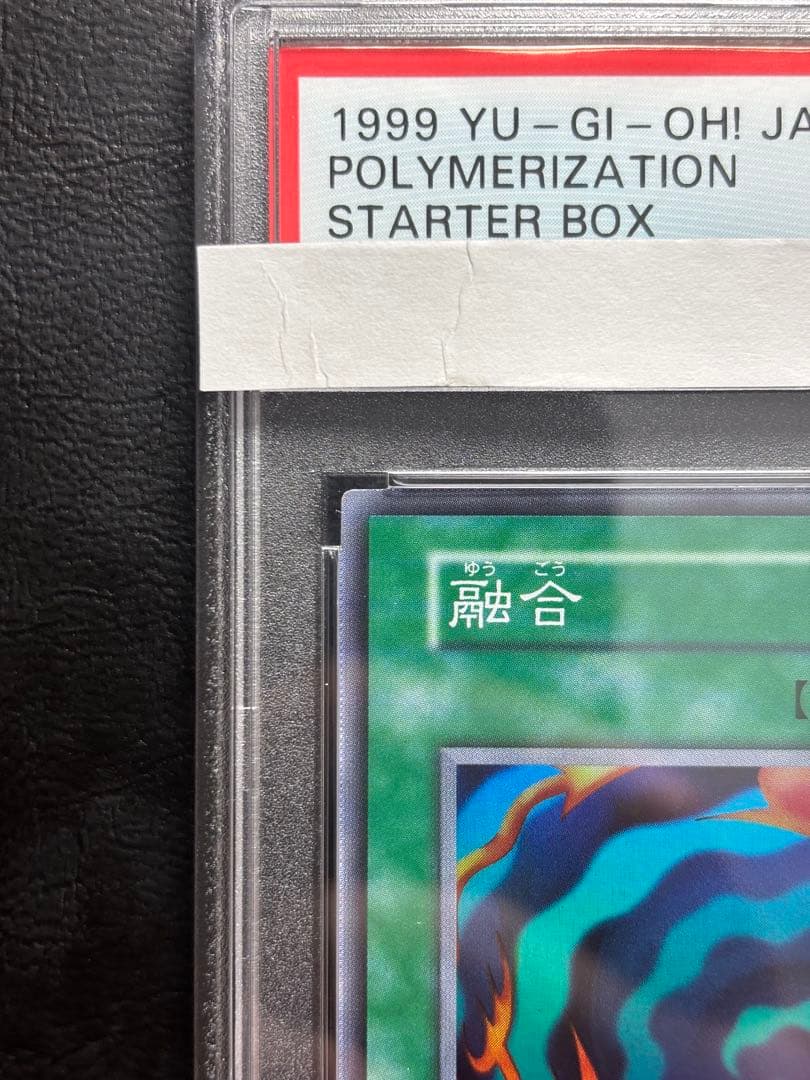 1999 YU-GI-OH! JA
POLYMERIZATION
STARTER BOX
ゆう ごう
融合
【